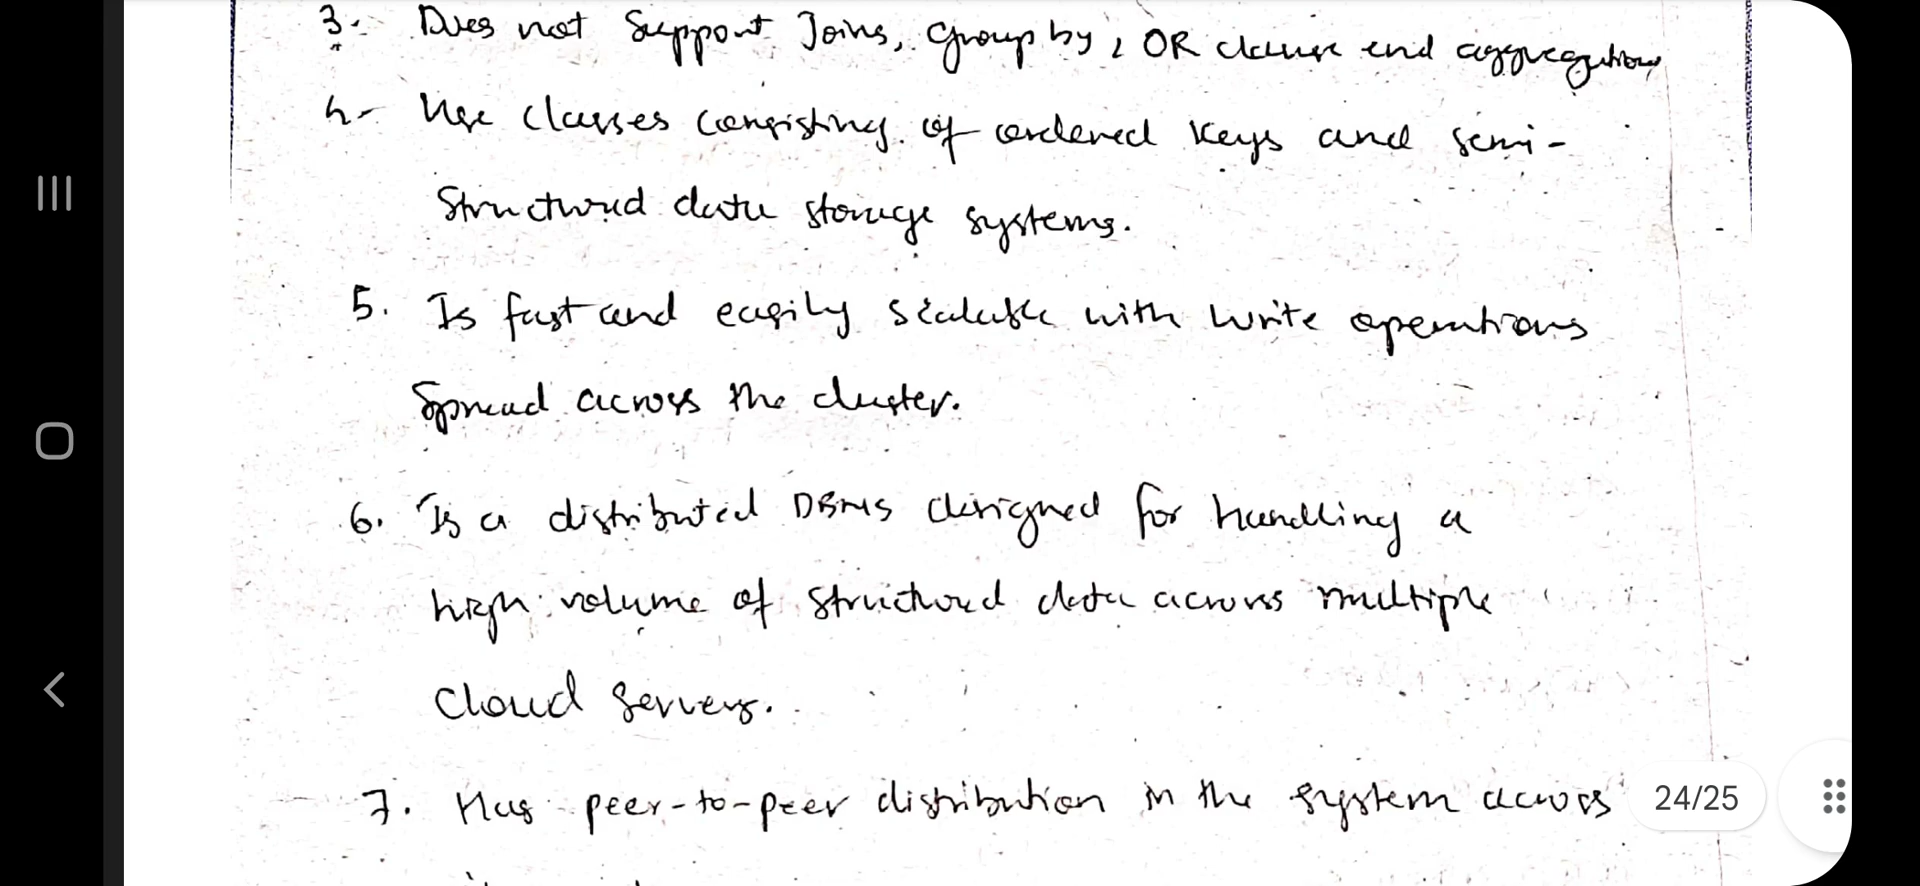 3. Does not Support Joins, group by, OR clause and aggregations
4. Use classes consisting of ordered keys and semi-
Structured data storage systems.
5. Is fast and easily scalable with write operations
Spread across the cluster.
6. Is a distributed DBMS designed for handling a
high volume of structured data across multiple
Cloud Servers.
7. Has peer-to-peer distribution in the system across
24/25